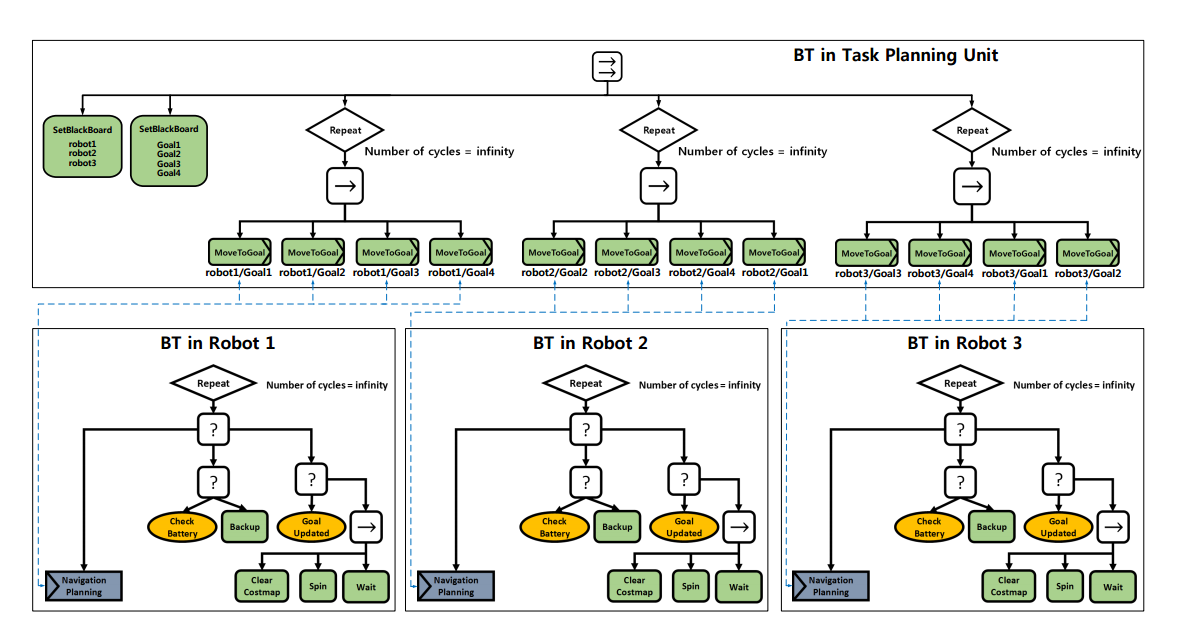 BT in Task Planning Unit
→
→
SetBlackBoard
robot1
robot2
robot3
SetBlackBoard
Goal1
Goal2
Goal3
Goal4
Repeat
Number of cycles = infinity
→
Repeat
Number of cycles = infinity
→
Repeat
Number of cycles = infinity
→
MoveToGoal
robot1/Goal1
MoveToGoal
robot1/Goal2
MoveToGoal
robot1/Goal3
MoveToGoal
robot1/Goal4
MoveToGoal
robot2/Goal2
MoveToGoal
robot2/Goal3
MoveToGoal
robot2/Goal4
MoveToGoal
robot2/Goal1
MoveToGoal
robot3/Goal3
MoveToGoal
robot3/Goal4
MoveToGoal
robot3/Goal1
MoveToGoal
robot3/Goal2
BT in Robot 1
Repeat
Number of cycles = infinity
?
?
?
Check
Battery
Backup
Goal
Updated
→
Navigation
Planning
Clear
Costmap
Spin
Wait
BT in Robot 2
Repeat
Number of cycles = infinity
?
?
?
Check
Battery
Backup
Goal
Updated
→
Navigation
Planning
Clear
Costmap
Spin
Wait
BT in Robot 3
Repeat
Number of cycles = infinity
?
?
?
Check
Battery
Backup
Goal
Updated
→
Navigation
Planning
Clear
Costmap
Spin
Wait